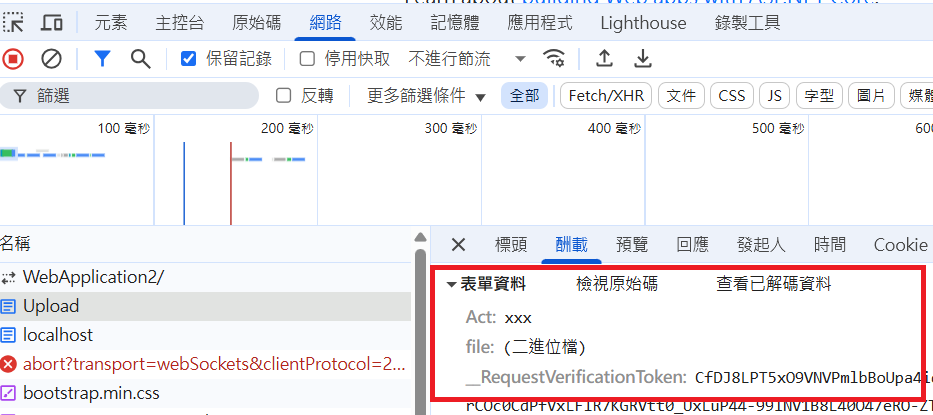 元素 主控台 原始碼 網路 效能 記憶體 應用程式 Lighthouse 錄製工具
保留記錄 停用快取 不進行節流
篩選 反轉 更多篩選條件 全部 Fetch/XHR 文件 CSS JS 字型 圖片
100 毫秒 200 毫秒 300 毫秒 400 毫秒 500 毫秒
名稱
標頭 酬載 預覽 回應 發起人 時間 Cookie
WebApplication2/
Upload
localhost
abort?transport=webSockets&clientProtocol=2...
bootstrap.min.css
表單資料 檢視原始碼 查看已解碼資料
Act: xxx
file: (二進位檔)
__RequestVerificationToken: